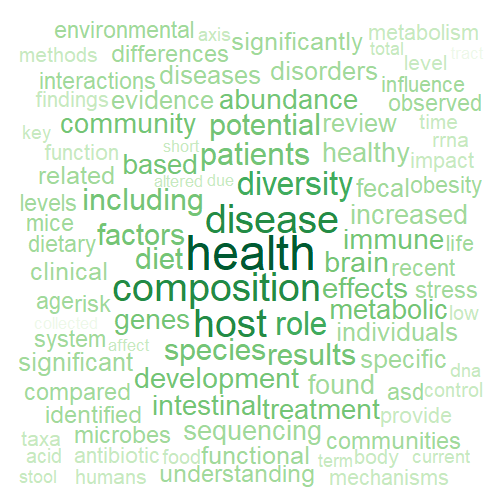 environmental axis metabolism
methods differences significantly total tract
interactions diseases disorders level influence
findings evidence abundance observed
key community potential review time rrna
function short patients healthy impact
related based altered due diversity fecal obesity
levels including disease increased
mice factors health immune life
dietary diet brain recent
clinical composition effects stress
age risk genes host role metabolic low
collected individuals
system affect species results specific
significant development found asd dna control
compared intestinal treatment provide
identified sequencing communities
taxa microbes functional
acid antibiotic food term body current
stool humans understanding mechanisms